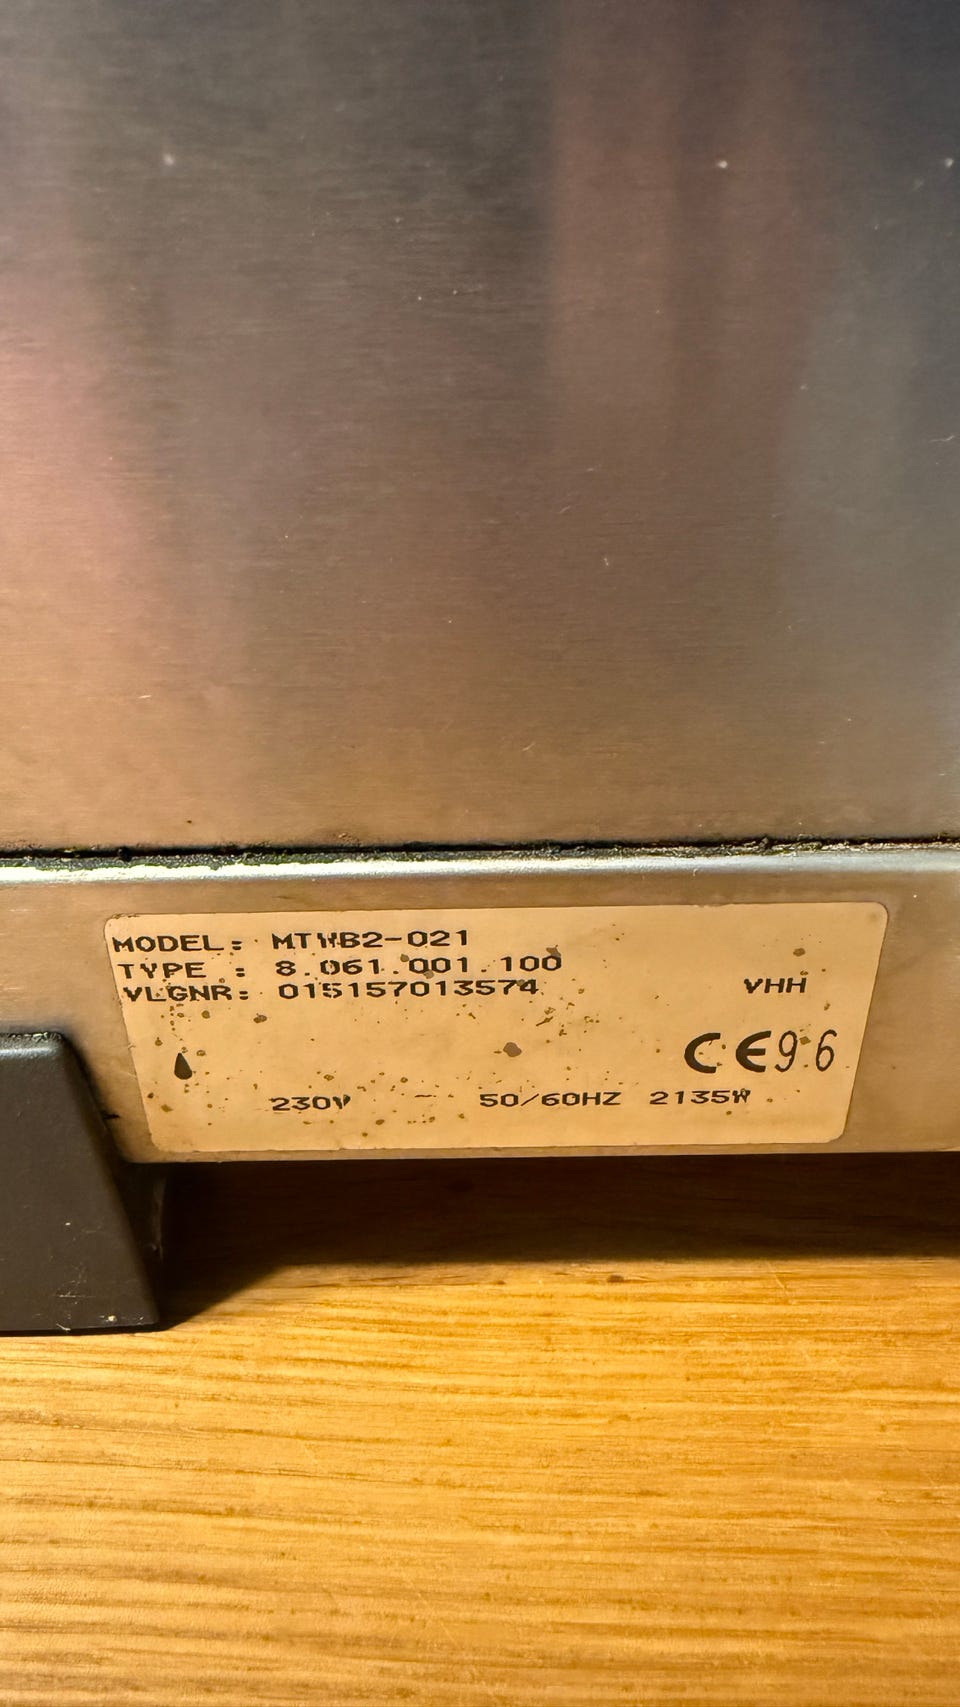 MODEL: MTWB2-021
TYPE : 8.061.001.100
VLGNR: 015157013574
VHH
CE96
230V ~ 50/60HZ 2135W